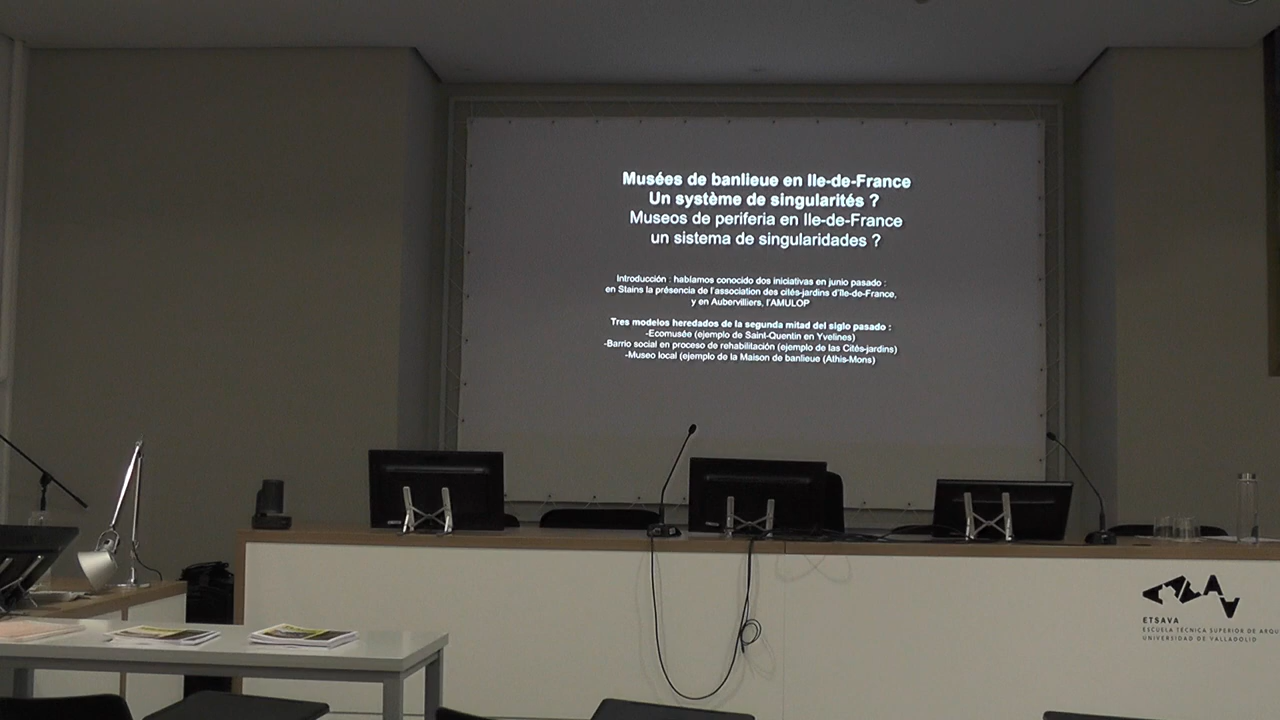 Musées de banlieue en Ile-de-France
Un système de singularités ?
Museos de periferia en Ile-de-France
un sistema de singularidades ?
Introducción : hablamos conocido dos iniciativas en junio pasado :
en Stains la présencia de l'association des cités-jardins d'Ile-de-France,
y en Aubervilliers, l'AMULOP
Tres modelos heredados de la segunda mitad del siglo pasado :
-Ecomusée (ejemplo de Saint-Quentin en Yvelines)
-Barrio social en proceso de rehabilitación (ejemplo de las Cités-jardins)
-Museo local (ejemplo de la Maison de banlieue (Athis-Mons)
ETSAVA
ESCUELA TÉCNICA SUPERIOR DE ARQU
UNIVERSIDAD DE VALLADOLID